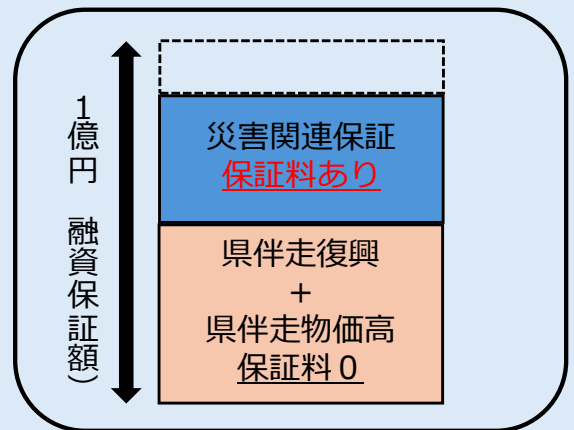 1億円　融資保証額）
災害関連保証
保証料あり
県伴走復興
＋
県伴走物価高
保証料０